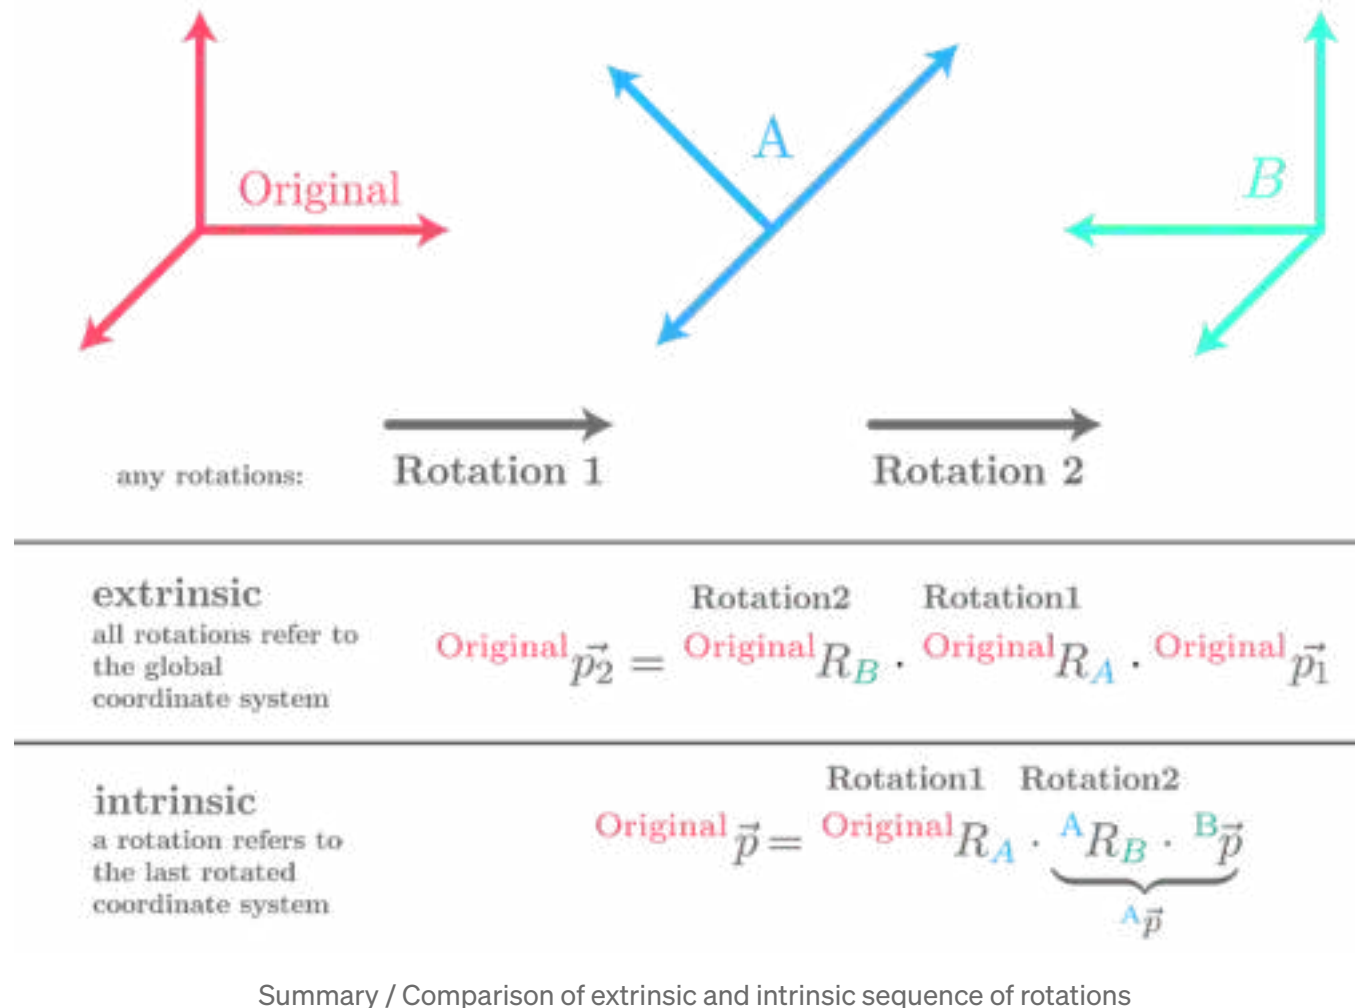 Original
A
B
any rotations:
Rotation 1
Rotation 2
extrinsic
all rotations refer to
the global
coordinate system
Rotation2 Rotation1
Original p⃗₂ = Original R_B · Original R_A · Original p⃗₁
intrinsic
a rotation refers to
the last rotated
coordinate system
Rotation1 Rotation2
Original p⃗ = Original R_A · A R_B · B p⃗
A p⃗
Summary / Comparison of extrinsic and intrinsic sequence of rotations